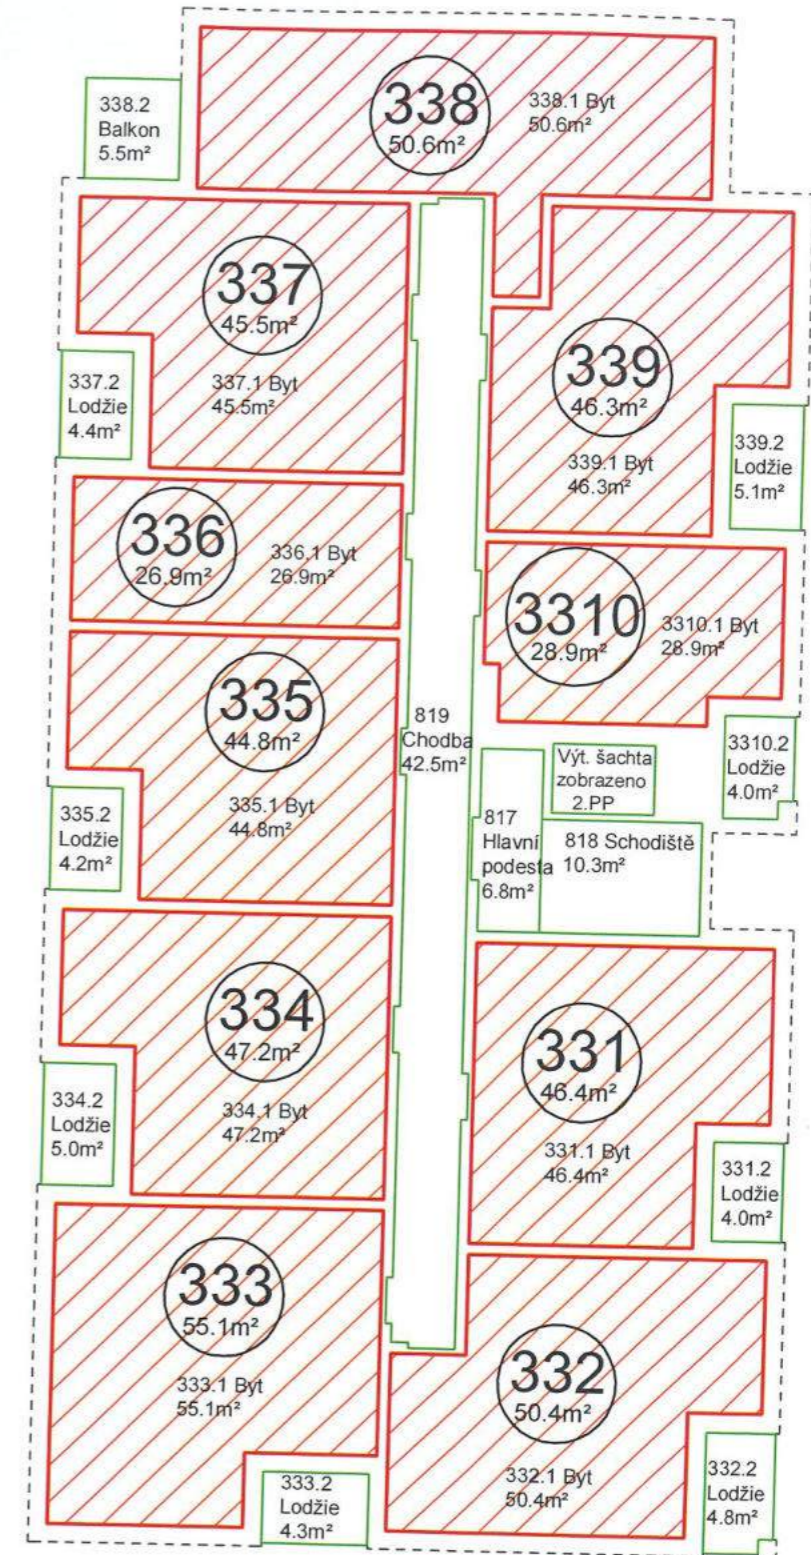 338
50.6m²
338.1 Byt
50.6m²
338.2
Balkon
5.5m²
337
45.5m²
337.1 Byt
45.5m²
337.2
Lodžie
4.4m²
339
46.3m²
339.1 Byt
46.3m²
339.2
Lodžie
5.1m²
336
26.9m²
336.1 Byt
26.9m²
3310
28.9m²
3310.1 Byt
28.9m²
335
44.8m²
335.1 Byt
44.8m²
335.2
Lodžie
4.2m²
819
Chodba
42.5m²
3310.2
Lodžie
4.0m²
Výt. šachta
zobrazeno
2.PP
817
Hlavní
podesta
6.8m²
818 Schodiště
10.3m²
334
47.2m²
334.1 Byt
47.2m²
334.2
Lodžie
5.0m²
331
46.4m²
331.1 Byt
46.4m²
331.2
Lodžie
4.0m²
333
55.1m²
333.1 Byt
55.1m²
333.2
Lodžie
4.3m²
332
50.4m²
332.1 Byt
50.4m²
332.2
Lodžie
4.8m²